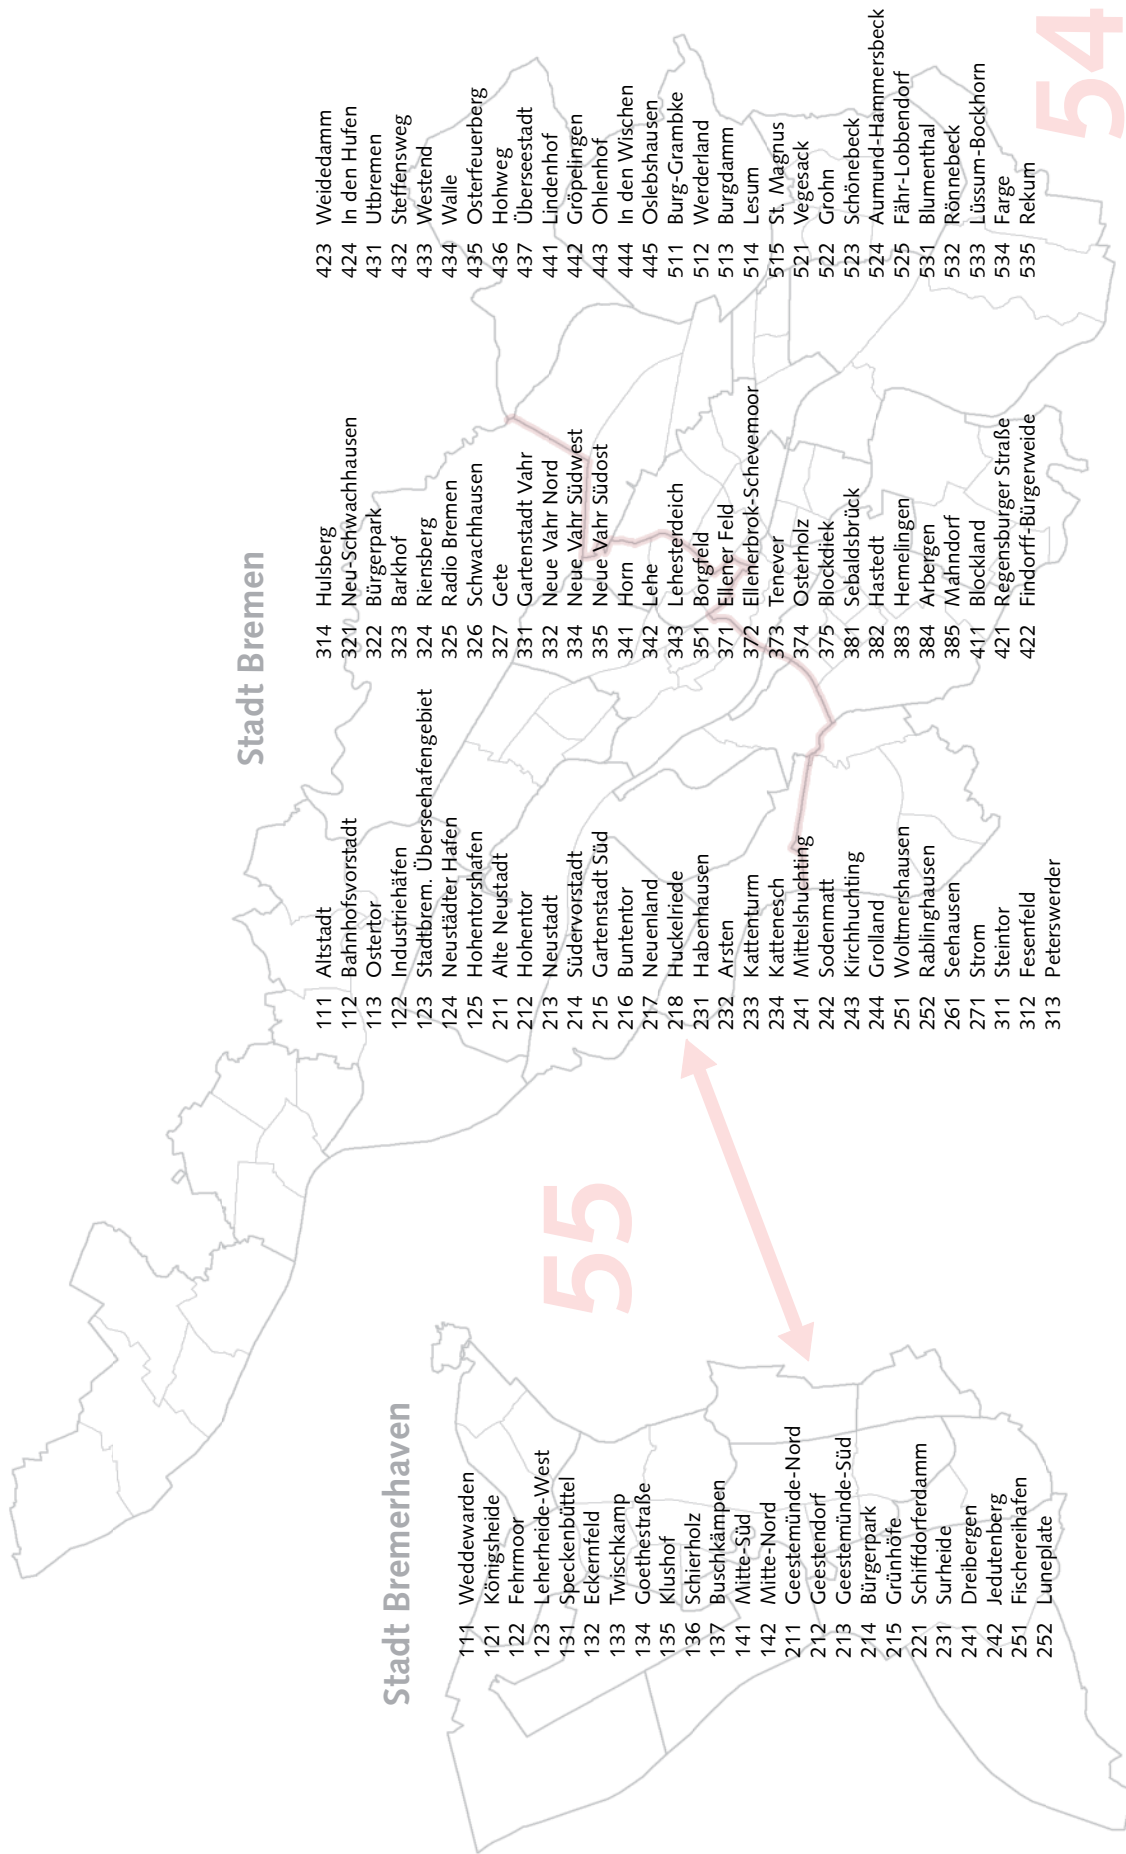 Stadt Bremerhaven
111 Weddewarden
121 Königsheide
122 Fehrmoor
123 Leherheide-West
131 Speckenbüttel
132 Eckernfeld
133 Twischkamp
134 Goethestraße
135 Klushof
136 Schierholz
137 Buschkämpen
141 Mitte-Süd
142 Mitte-Nord
211 Geestemünde-Nord
212 Geestendorf
213 Geestemünde-Süd
214 Bürgerpark
215 Grünhöfe
221 Schiffdorferdamm
231 Surheide
241 Dreibergen
242 Jedutenberg
251 Fischereihafen
252 Luneplate
55
Stadt Bremen
111 Altstadt
112 Bahnhofsvorstadt
113 Ostertor
122 Industriehäfen
123 Stadtbrem. Überseehafengebiet
124 Neustädter Hafen
125 Hohentorshafen
211 Alte Neustadt
212 Hohentor
213 Neustadt
214 Südervorstadt
215 Gartenstadt Süd
216 Buntentor
217 Neuenland
218 Huckelriede
231 Habenhausen
232 Arsten
233 Kattenturm
234 Kattenesch
241 Mittelshuchting
242 Sodenmatt
243 Kirchhuchting
244 Grolland
251 Woltmershausen
252 Rablinghausen
261 Seehausen
271 Strom
311 Steintor
312 Fesenfeld
313 Peterswerder
314 Hulsberg
321 Neu-Schwachhausen
322 Bürgerpark
323 Barkhof
324 Riensberg
325 Radio Bremen
326 Schwachhausen
327 Gete
331 Gartenstadt Vahr
332 Neue Vahr Nord
334 Neue Vahr Südwest
335 Neue Vahr Südost
341 Horn
342 Lehe
343 Lehesterdeich
351 Borgfeld
371 Ellener Feld
372 Ellenerbrok-Schevemoor
373 Tenever
374 Osterholz
375 Blockdiek
381 Sebaldsbrück
382 Hastedt
383 Hemelingen
384 Arbergen
385 Mahndorf
411 Blockland
421 Regensburger Straße
422 Findorff-Bürgerweide
423 Weidedamm
424 In den Hufen
431 Utbremen
432 Steffensweg
433 Westend
434 Walle
435 Osterfeuerberg
436 Hohweg
437 Überseestadt
441 Lindenhof
442 Gröpelingen
443 Ohlenhof
444 In den Wischen
445 Oslebshausen
511 Burg-Grambke
512 Werderland
513 Burgdamm
514 Lesum
515 St. Magnus
521 Vegesack
522 Grohn
523 Schönebeck
524 Aumund-Hammersbeck
525 Fähr-Lobbendorf
531 Blumenthal
532 Rönnebeck
533 Lüssum-Bockhorn
534 Farge
535 Rekum
54